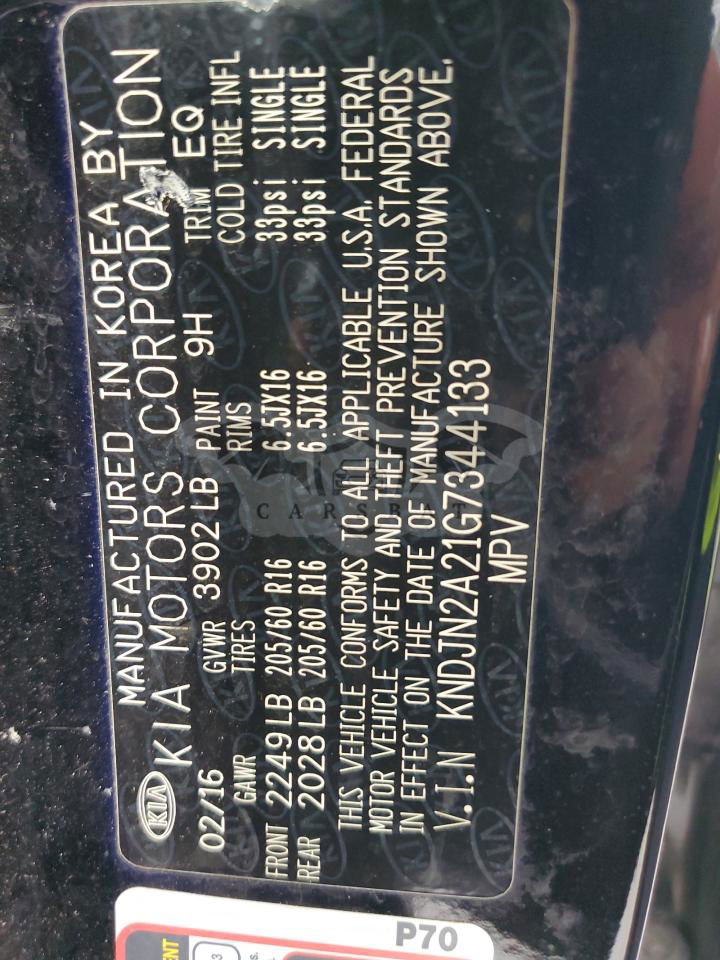 MANUFACTURED IN KOREA BY
KIA KIA MOTORS CORPORATION
02/16 GVWR 3902 LB PAINT 9H TRIM EQ
GAWR TIRES RIMS COLD TIRE INFL
FRONT 2249 LB 205/60 R16 6.5JX16 33psi SINGLE
REAR 2028 LB 205/60 R16 6.5JX16 33psi SINGLE
THIS VEHICLE CONFORMS TO ALL APPLICABLE U.S.A. FEDERAL
MOTOR VEHICLE SAFETY AND THEFT PREVENTION STANDARDS
IN EFFECT ON THE DATE OF MANUFACTURE SHOWN ABOVE.
V.I.N KNDJN2A21G7344133
MPV
CARSBAT
P70